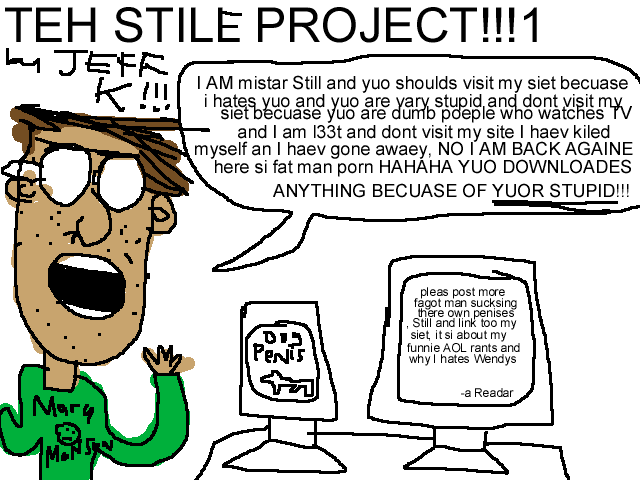 TEH STILE PROJECT!!!1
by JEFF
K!!!
I AM mistar Still and yuo shoulds visit my siet becuase
i hates yuo and yuo are vary stupid and dont visit my
siet becuase yuo are dumb poeple who watches TV
and I am l33t and dont visit my site I haev kiled
myself an I haev gone awaey, NO I AM BACK AGAINE
here si fat man porn HAHAHA YUO DOWNLOADES
ANYTHING BECUASE OF YUOR STUPID!!!
DOG
PeNis
pleas post more
fagot man sucksing
there own penises
, Still and link too my
siet, it si about my
funnie AOL rants and
why I hates Wendys
-a Readar
Mary
MaNSON